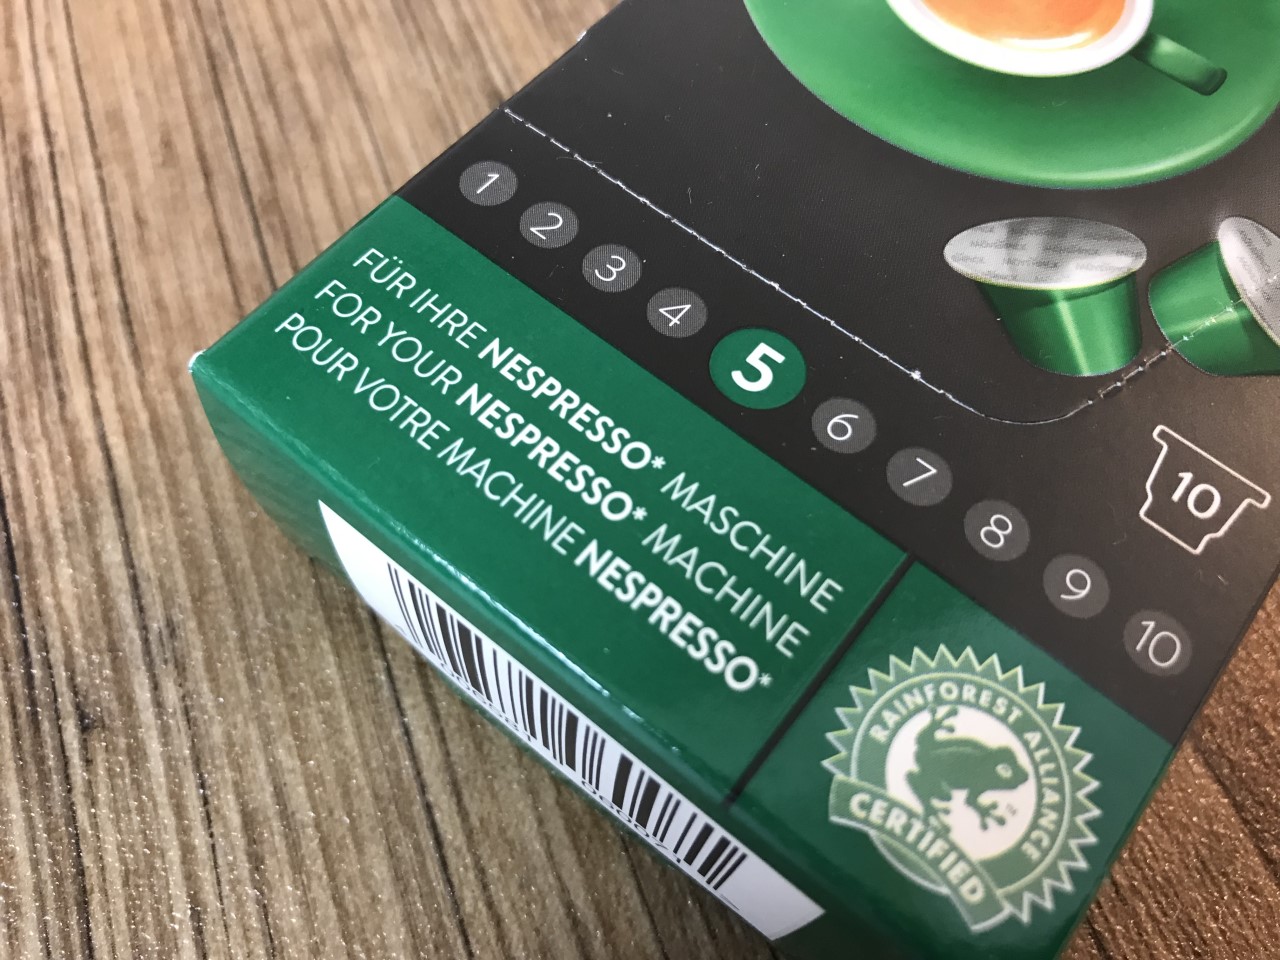 1 2 3 4 5 6 7 8 9 10
10
FÜR IHRE NESPRESSO* MASCHINE
FOR YOUR NESPRESSO* MACHINE
POUR VOTRE MACHINE NESPRESSO*
RAINFOREST ALLIANCE
CERTIFIED
TM